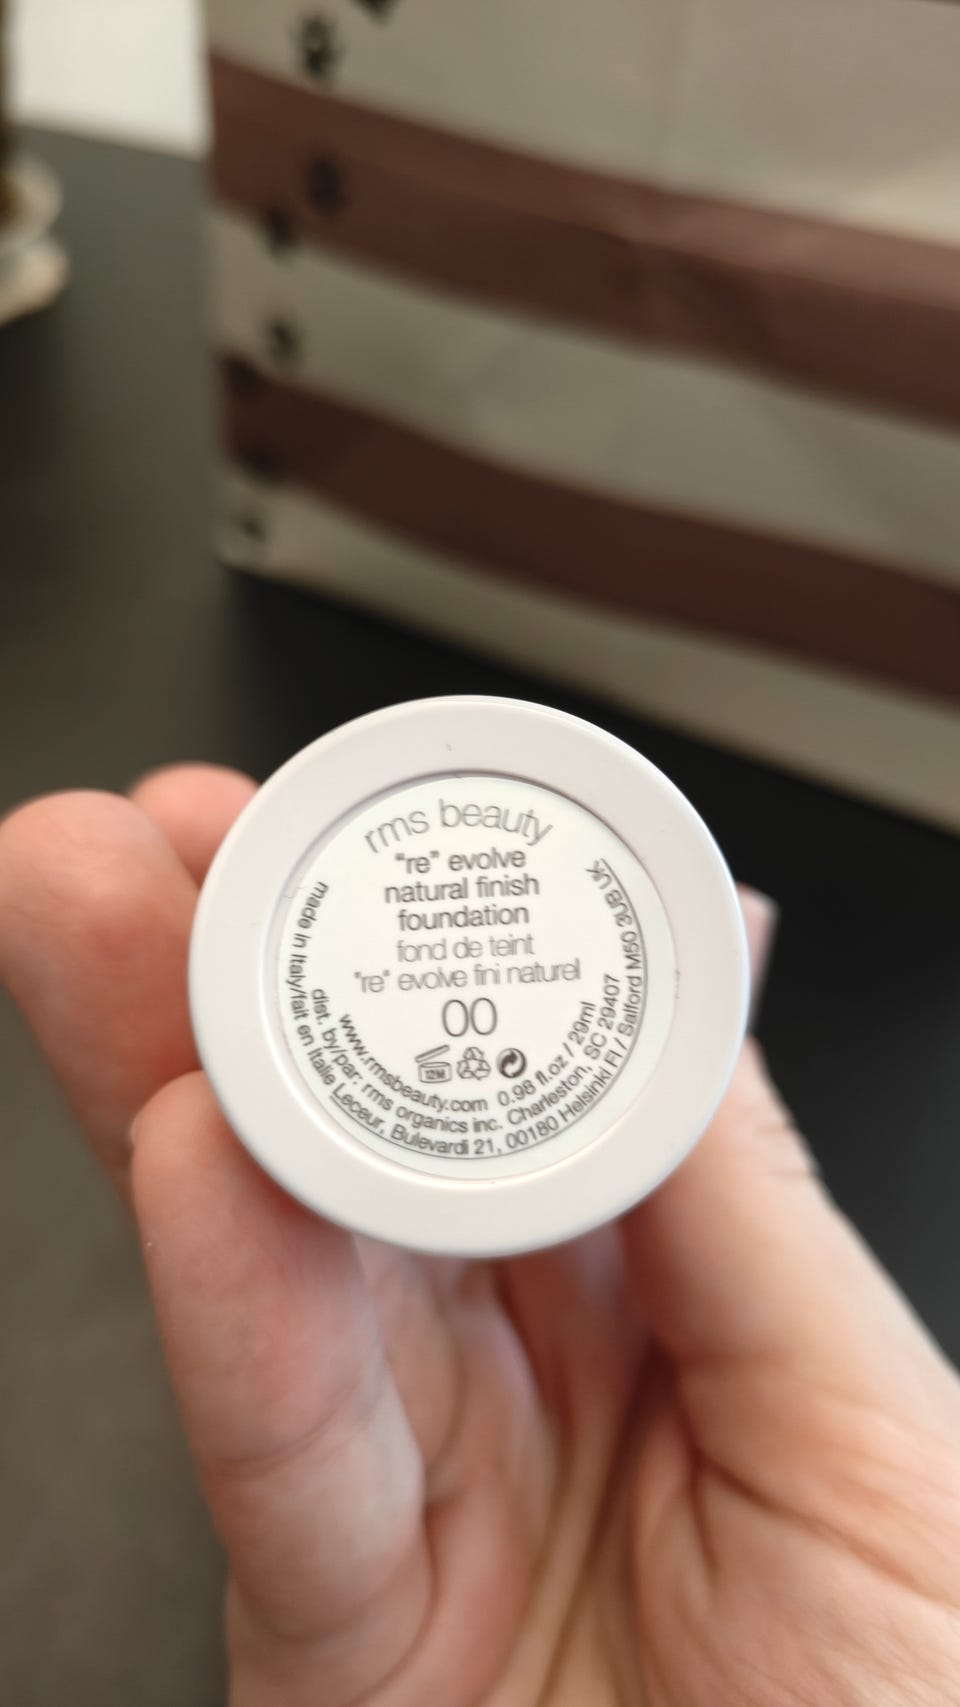 rms beauty
"re" evolve
natural finish
foundation
fond de teint
"re" evolve fini naturel
00
12M
www.rmsbeauty.com 0.98 fl.oz / 29ml
dist. by/par: rms organics inc. Charleston, SC 29407
made in Italy/fait en Italie Leceur, Bulevardi 21, 00180 Helsinki FI / Salford M50 3UB UK